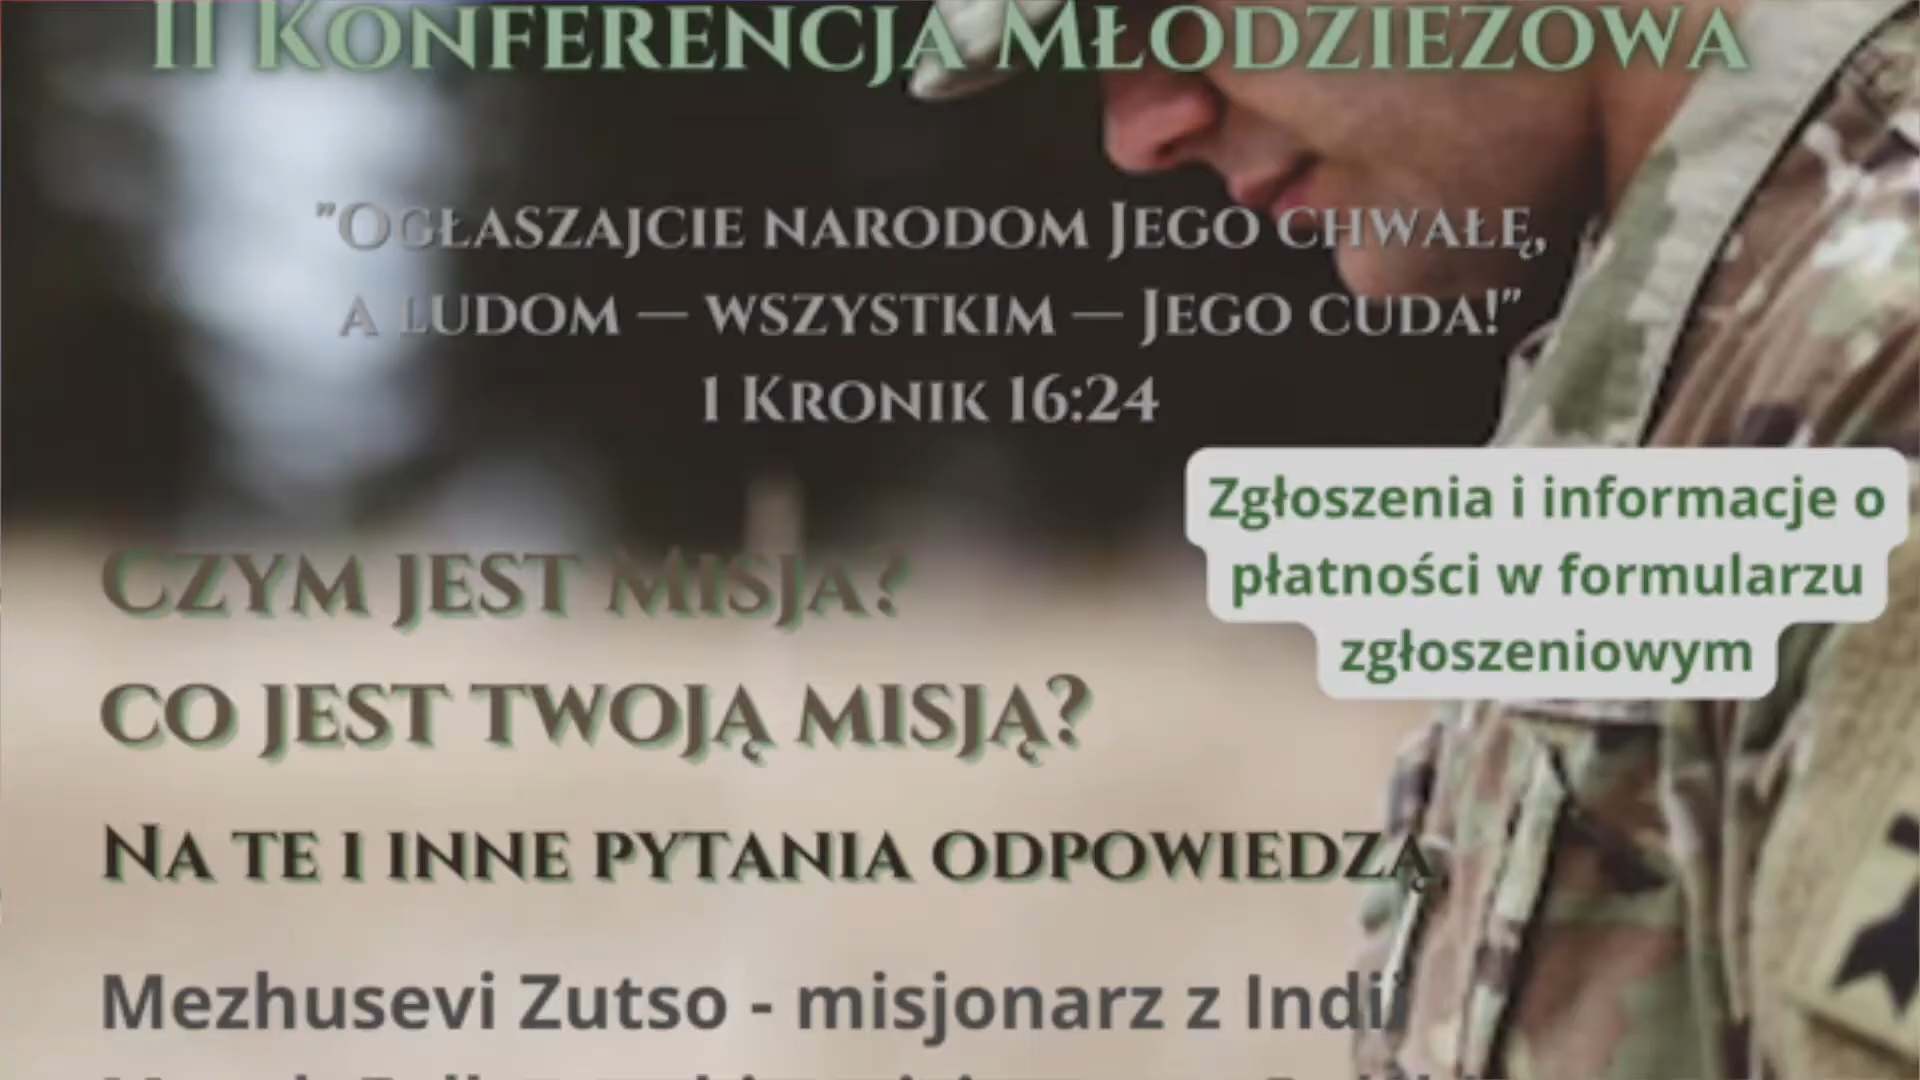 II Konferencja Młodzieżowa
"Ogłaszajcie narodom Jego chwałę,
a ludom — wszystkim — Jego cuda!"
1 Kronik 16:24
Zgłoszenia i informacje o
płatności w formularzu
zgłoszeniowym
Czym jest Misja?
co jest twoją misją?
Na te i inne pytania odpowiedzą
Mezhusevi Zutso - misjonarz z Indii